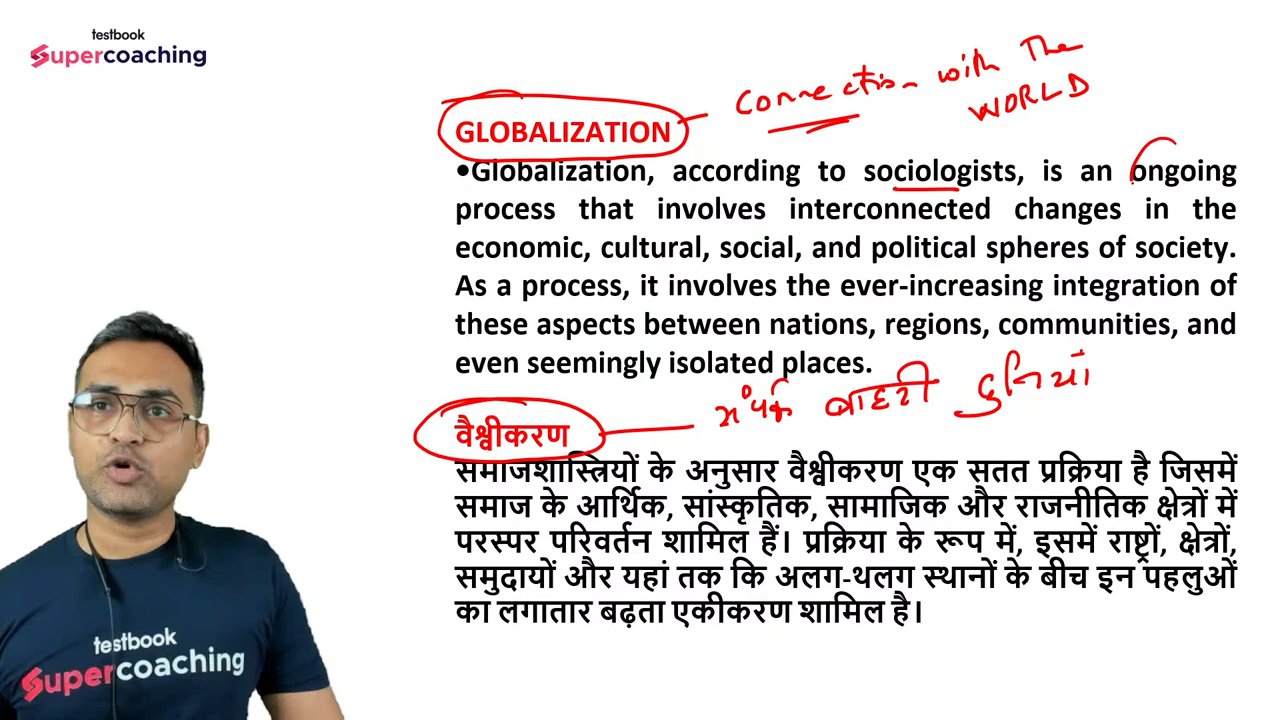 testbook
Supercoaching
Connection with The
WORLD
GLOBALIZATION
•Globalization, according to sociologists, is an ongoing
process that involves interconnected changes in the
economic, cultural, social, and political spheres of society.
As a process, it involves the ever-increasing integration of
these aspects between nations, regions, communities, and
even seemingly isolated places.
बाहरी
वैश्वीकरण
समाजशास्त्रियों के अनुसार वैश्वीकरण एक सतत प्रक्रिया है जिसमें
समाज के आर्थिक, सांस्कृतिक, सामाजिक और राजनीतिक क्षेत्रों में
परस्पर परिवर्तन शामिल हैं। प्रक्रिया के रूप में, इसमें राष्ट्रों, क्षेत्रों,
समुदायों और यहां तक कि अलग-थलग स्थानों के बीच इन पहलुओं
का लगातार बढ़ता एकीकरण शामिल है।
testbook
Supercoaching